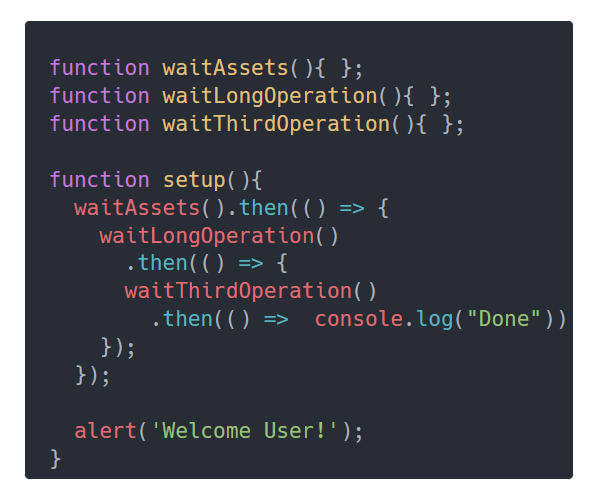 function waitAssets(){ };
function waitLongOperation(){ };
function waitThirdOperation(){ };

function setup(){
  waitAssets().then(() => {
    waitLongOperation()
      .then(() => {
      waitThirdOperation()
        .then(() =>  console.log("Done"))
    });
  });

  alert('Welcome User!');
}